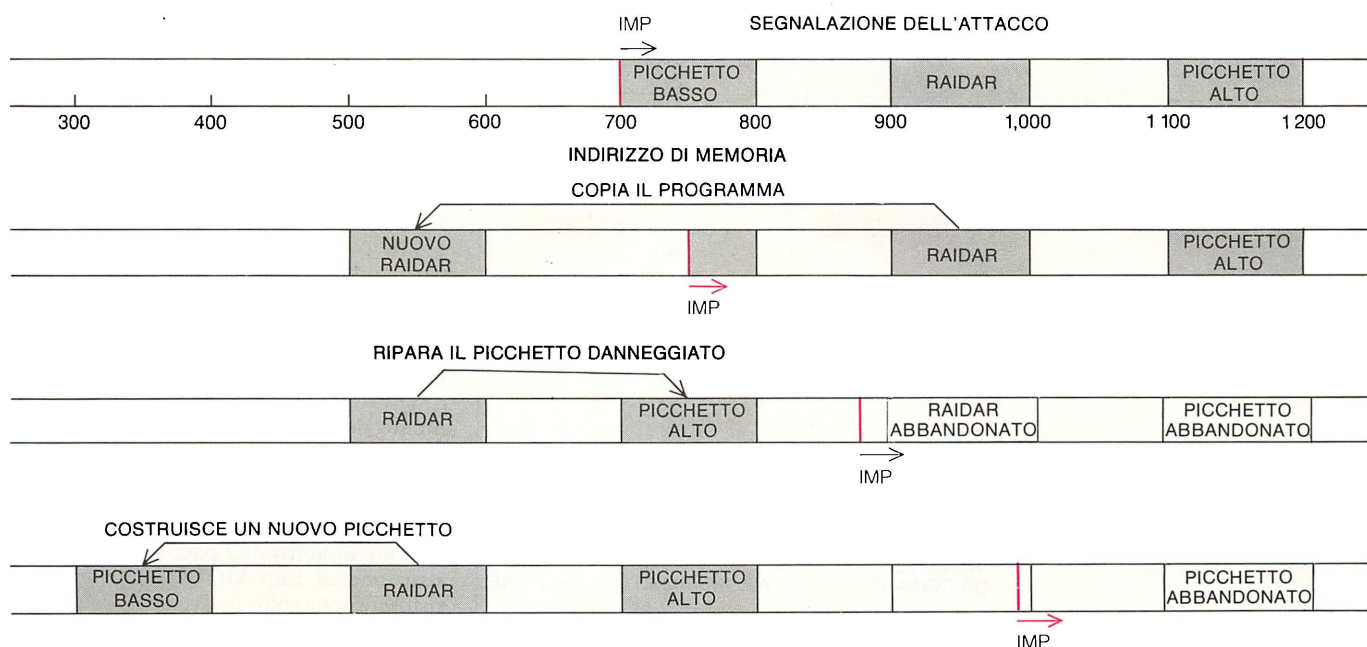 IMP
SEGNALAZIONE DELL'ATTACCO
PICCHETTO
BASSO
RAIDAR
PICCHETTO
ALTO
300 400 500 600 700 800 900 1,000 1 100 1 200
INDIRIZZO DI MEMORIA
COPIA IL PROGRAMMA
NUOVO
RAIDAR
RAIDAR
PICCHETTO
ALTO
IMP
RIPARA IL PICCHETTO DANNEGGIATO
RAIDAR
PICCHETTO
ALTO
RAIDAR
ABBANDONATO
PICCHETTO
ABBANDONATO
IMP
COSTRUISCE UN NUOVO PICCHETTO
PICCHETTO
BASSO
RAIDAR
PICCHETTO
ALTO
PICCHETTO
ABBANDONATO
IMP